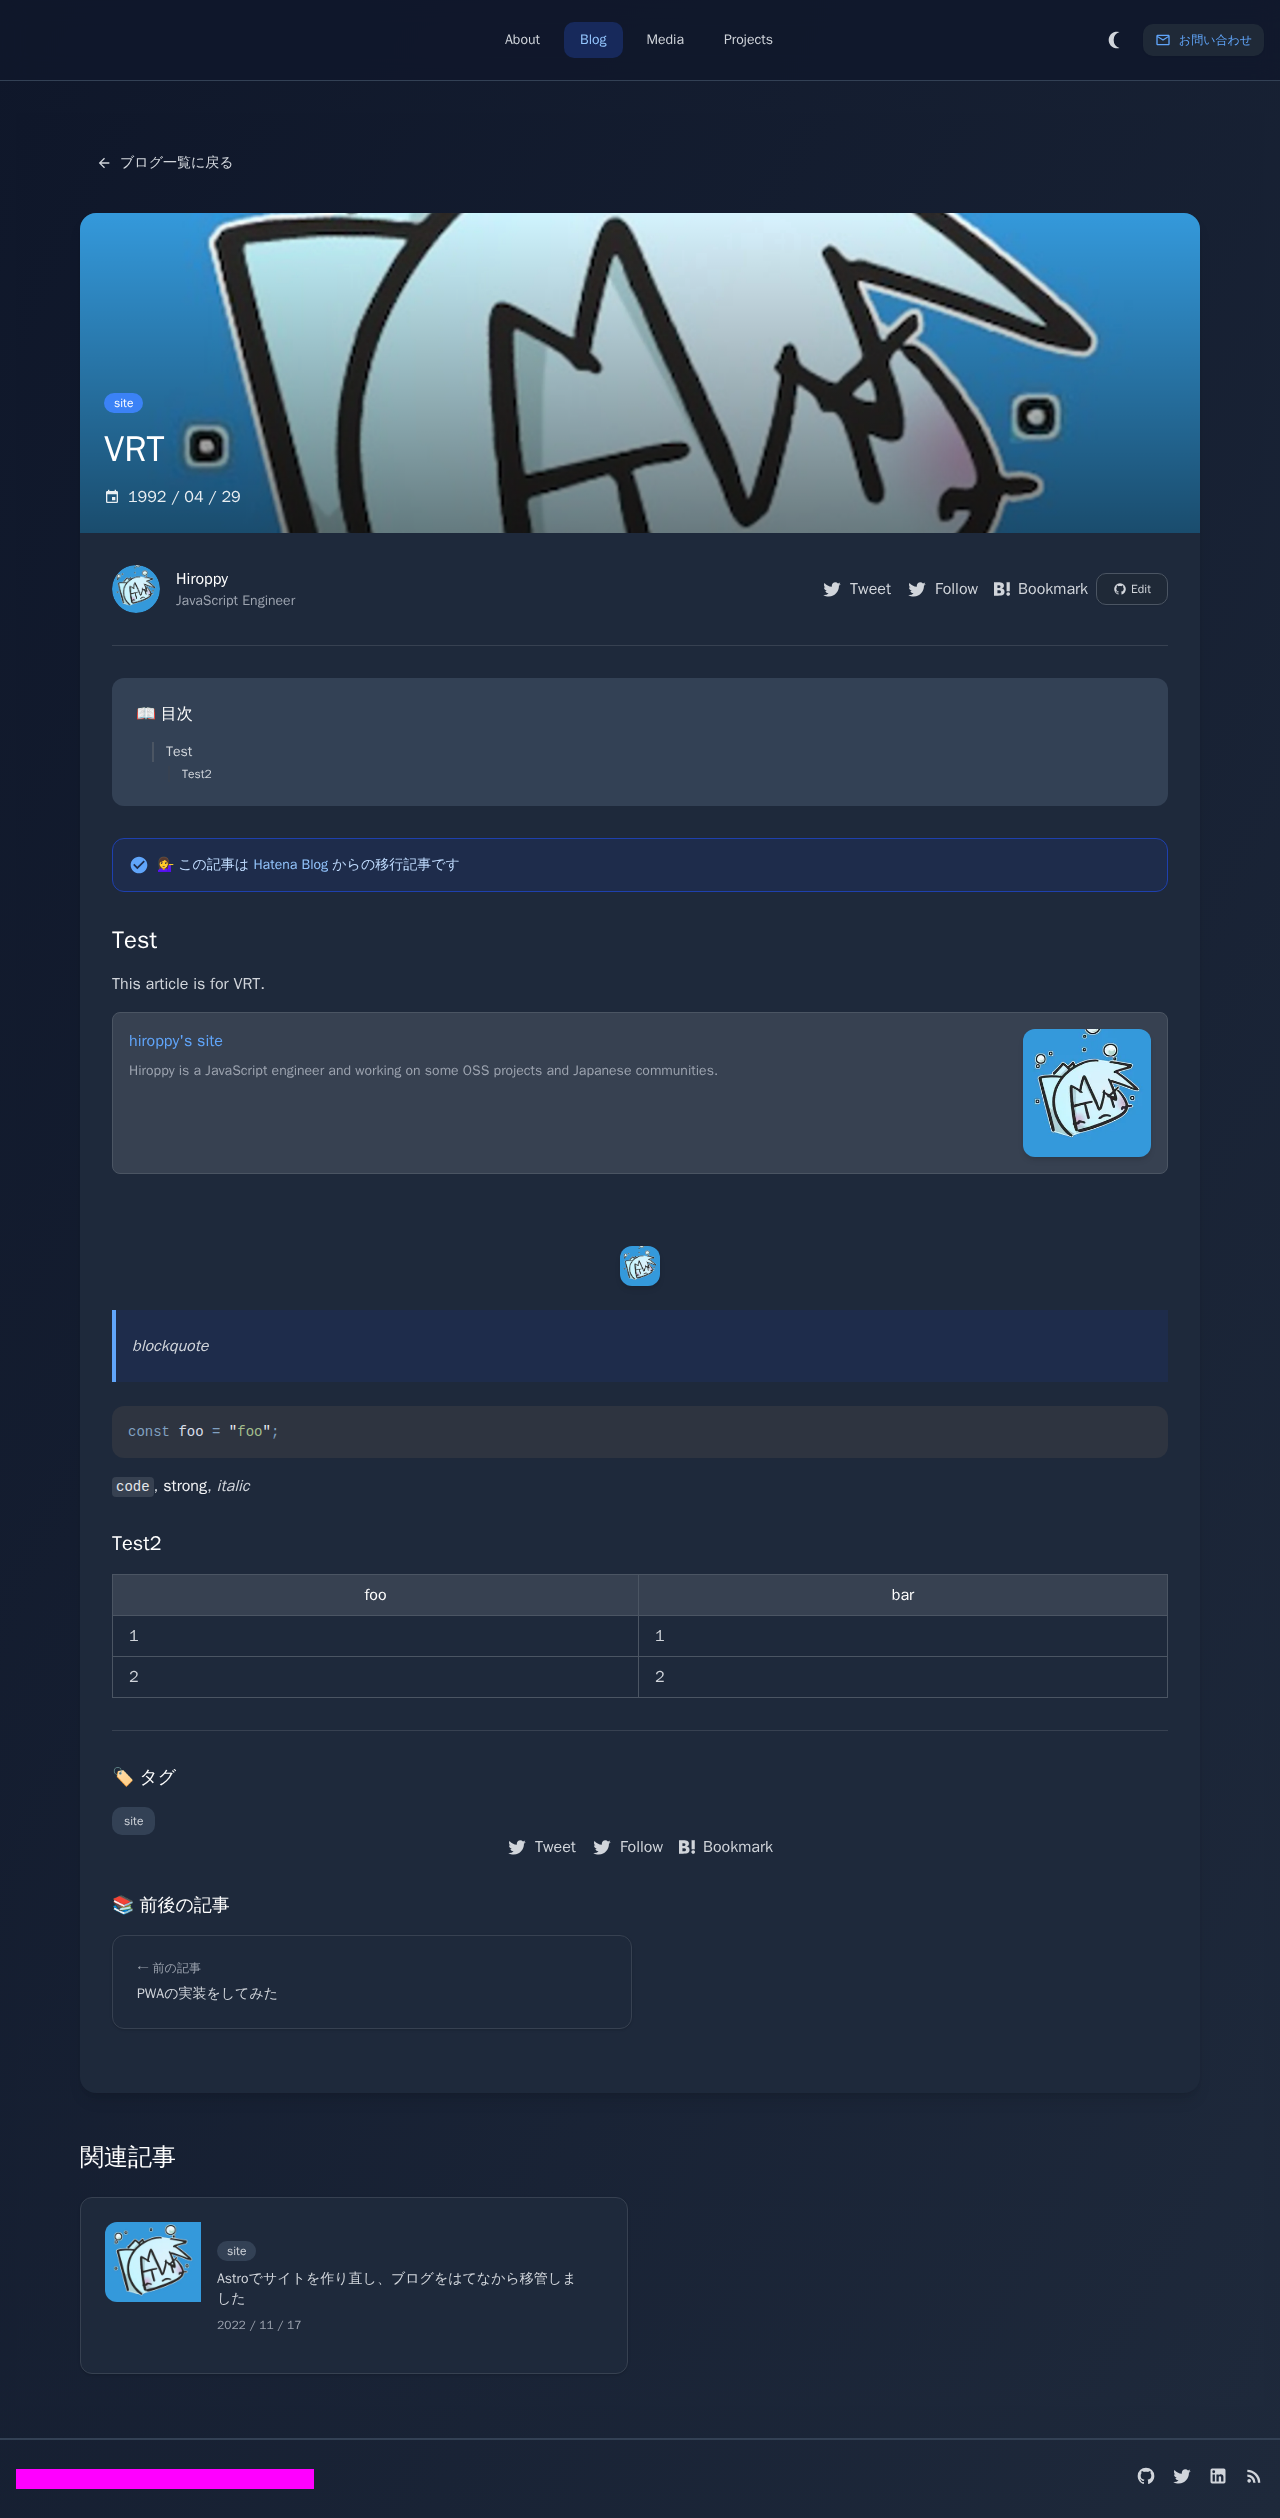 About Blog Media Projects お問い合わせ
← ブログ一覧に戻る
site
VRT
1992 / 04 / 29
Hiroppy
JavaScript Engineer
Tweet Follow B! Bookmark Edit
📖 目次
Test
Test2
💁‍♀️ この記事は Hatena Blog からの移行記事です
Test
This article is for VRT.
hiroppy's site
Hiroppy is a JavaScript engineer and working on some OSS projects and Japanese communities.
blockquote
const foo = "foo";
code, strong, italic
Test2
foo bar
1 1
2 2
🏷️ タグ
site
Tweet Follow B! Bookmark
📚 前後の記事
← 前の記事
PWAの実装をしてみた
関連記事
site
Astroでサイトを作り直し、ブログをはてなから移管しま
した
2022 / 11 / 17